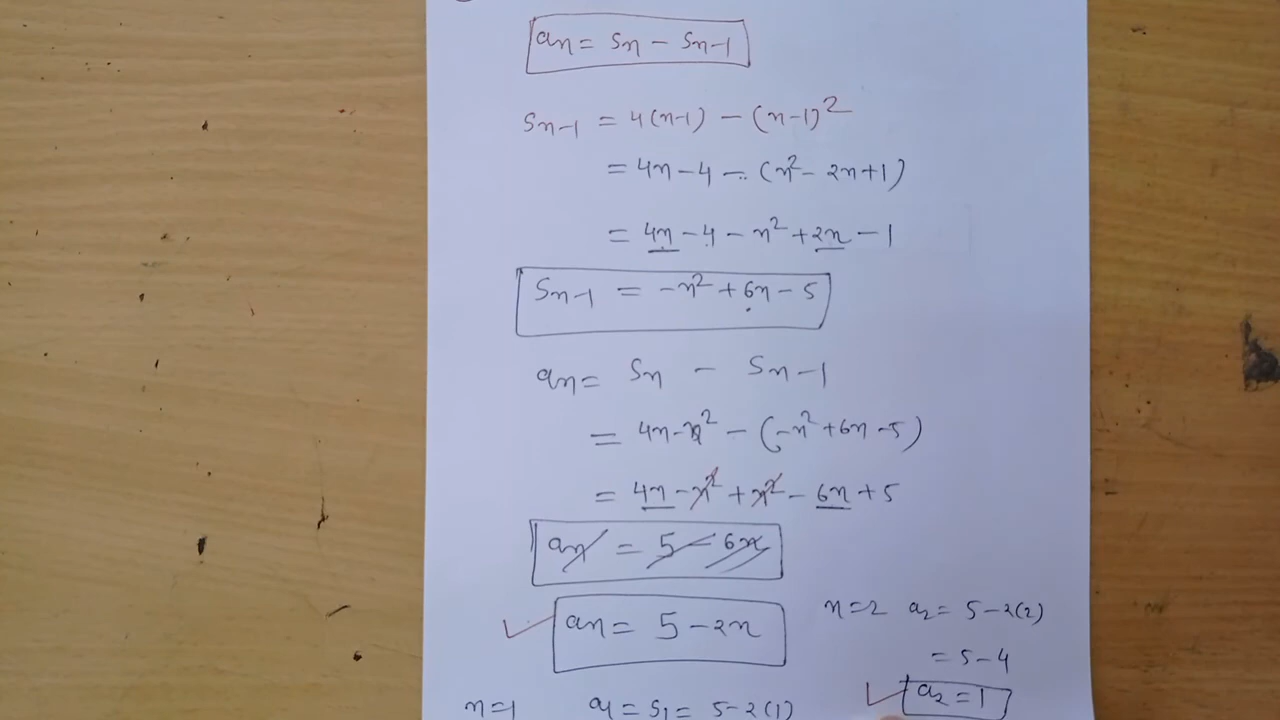 an = Sn - Sn-1
Sn-1 = 4(n-1) - (n-1)²
= 4n-4 - (n² - 2n+1)
= 4n - 4 - n² + 2n - 1
Sn-1 = -n² + 6n - 5
an = Sn - Sn-1
= 4n-n² - (-n² + 6n - 5)
= 4n - n² + n² - 6n + 5
an = 5 - 6n
an = 5 - 2n
n=2 a2 = 5-2(2)
= 5-4
a2 = 1
n=1 a1 = S1 = 5-2(1)